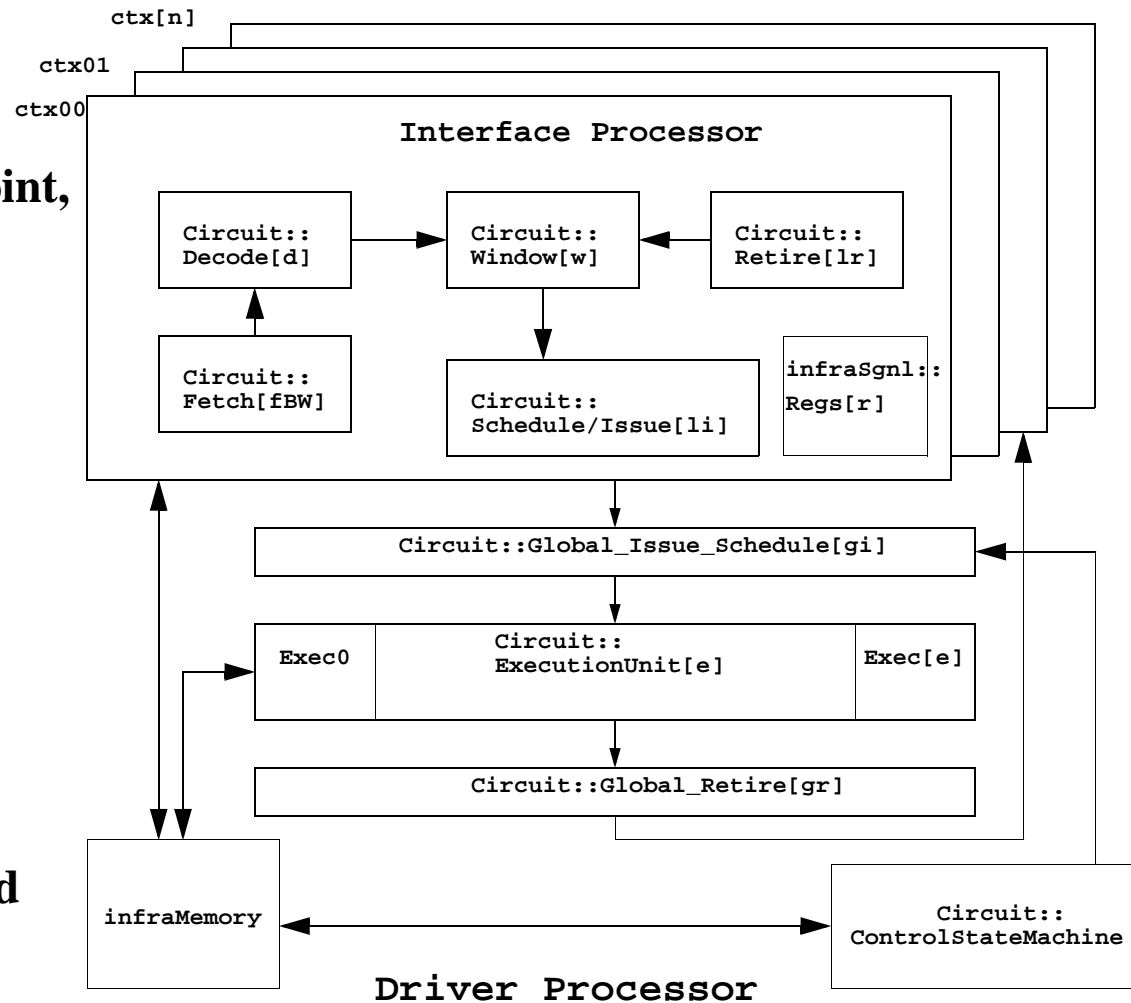 ctx[n]
ctx01
ctx00
Interface Processor
int,
Circuit::
Decode[d]
Circuit::
Window[w]
Circuit::
Retire[lr]
Circuit::
Fetch[fBW]
Circuit::
Schedule/Issue[li]
infraSgnl::
Regs[r]
Circuit::Global_Issue_Schedule[gi]
Exec0
Circuit::
ExecutionUnit[e]
Exec[e]
Circuit::Global_Retire[gr]
d
infraMemory
Circuit::
ControlStateMachine
Driver Processor